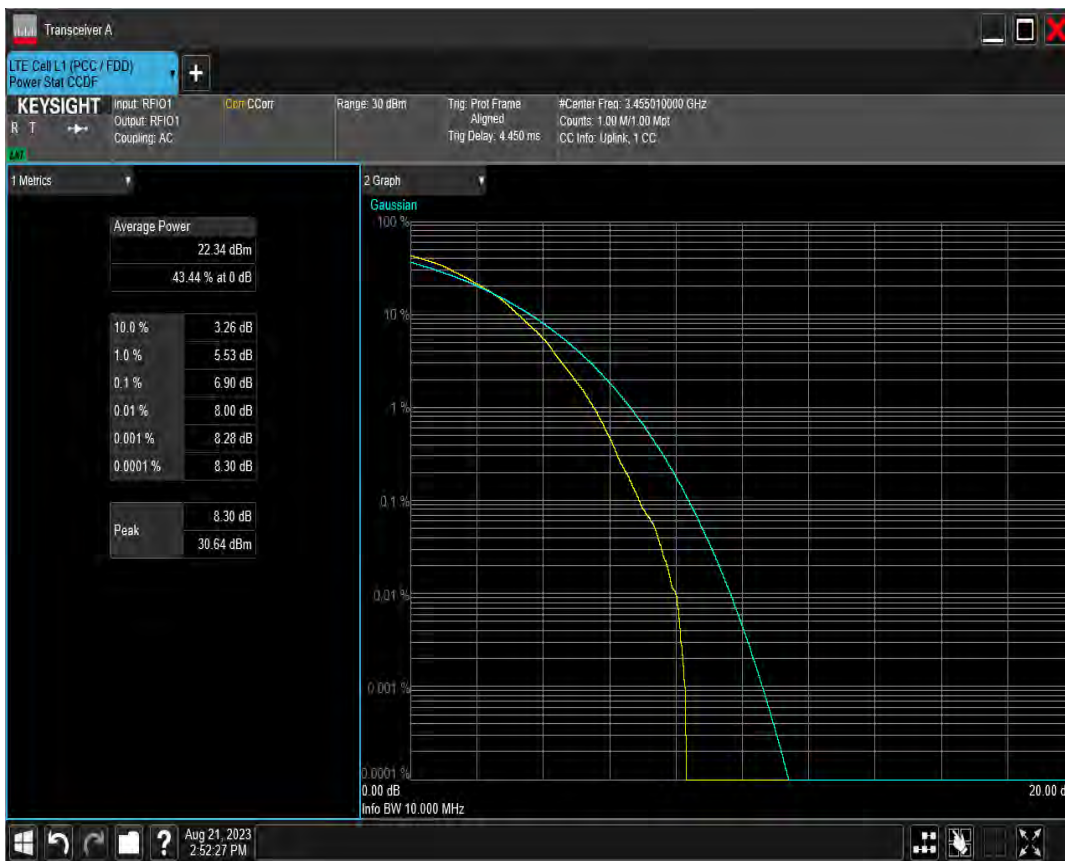 Transceiver A
LTE Cell L1 (PCC / FDD)
Power Stat CCDF
+
KEYSIGHT
R T
LXI
Input: RFIO1
Output: RFIO1
Coupling: AC
Corr CCorr
Range: 30 dBm
Trig: Prot Frame
Aligned
Trig Delay: 4.450 ms
#Center Freq: 3.455010000 GHz
Counts: 1.00 M/1.00 Mpt
CC Info: Uplink, 1 CC
1 Metrics
Average Power
22.34 dBm
43.44 % at 0 dB
10.0 % 3.26 dB
1.0 % 5.53 dB
0.1 % 6.90 dB
0.01 % 8.00 dB
0.001 % 8.28 dB
0.0001 % 8.30 dB
Peak
8.30 dB
30.64 dBm
2 Graph
Gaussian
100 %
10 %
1 %
0.1 %
0.01 %
0.001 %
0.0001 %
0.00 dB
20.00 d
Info BW 10.000 MHz
?
Aug 21, 2023
2:52:27 PM